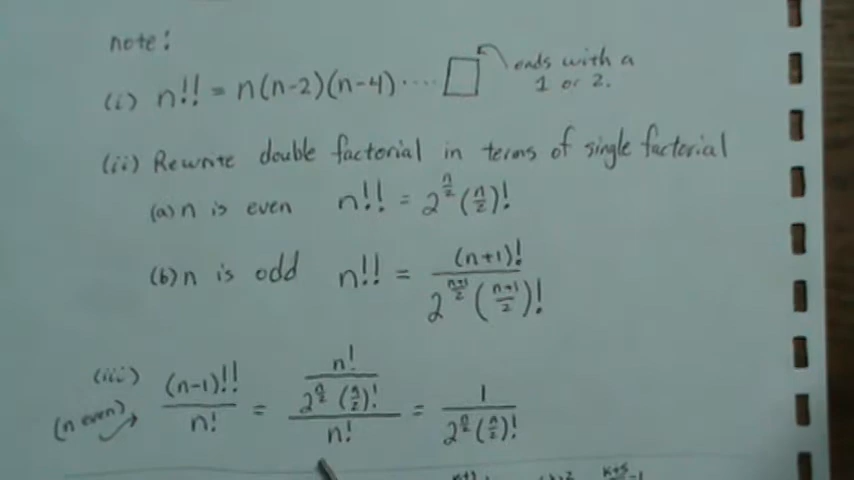 note:
(i) n!! = n(n-2)(n-4)····□ ends with a
1 or 2.
(ii) Rewrite double factorial in terms of single factorial
(a) n is even n!! = 2^(n/2) (n/2)!
(b) n is odd n!! = (n+1)! / (2^((n+1)/2) ((n+1)/2)!)
(iii) (n-1)!! / n! = (n! / (2^(n/2) (n/2)!)) / n! = 1 / (2^(n/2) (n/2)!)
(n even)